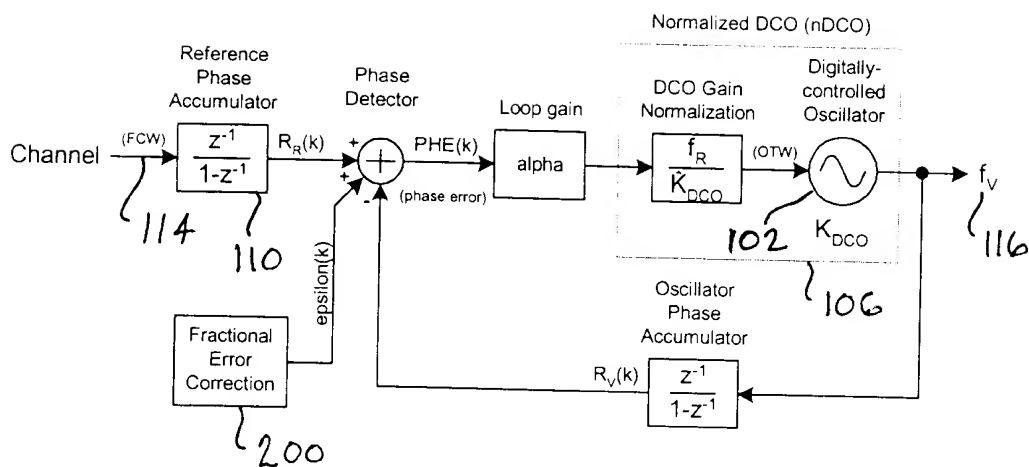 Normalized DCO (nDCO)
Reference
Phase
Accumulator
Phase
Detector
Loop gain
DCO Gain
Normalization
Digitally-
controlled
Oscillator
Channel
(FCW)
z⁻¹
1-z⁻¹
R_R(k)
+
+
-
PHE(k)
(phase error)
alpha
f_R
K̂_DCO
(OTW)
K_DCO
f_V
114
110
102
116
106
epsilon(k)
Fractional
Error
Correction
200
Oscillator
Phase
Accumulator
R_V(k)
z⁻¹
1-z⁻¹